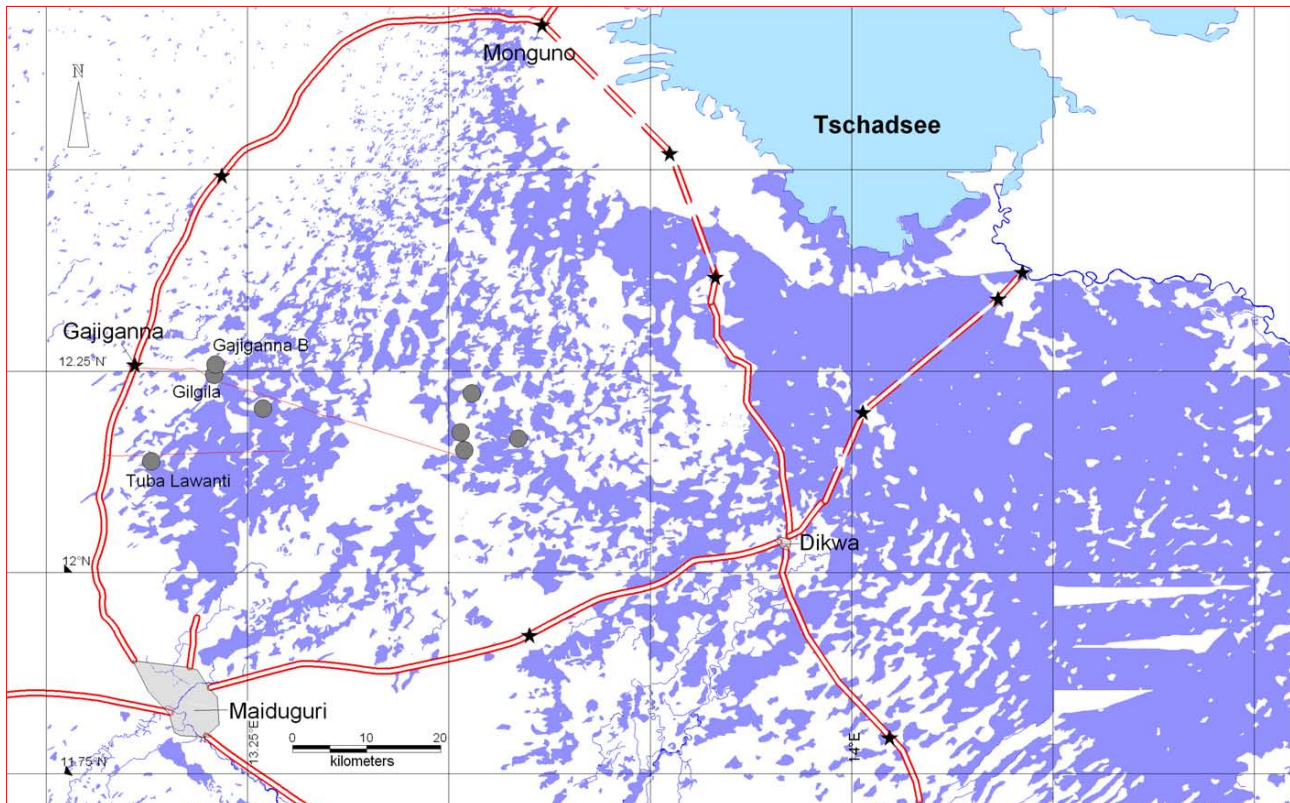 Monguno
N
Tschadsee
Gajiganna
Gajiganna B
12.25°N
Gilgila
Tuba Lawanti
Dikwa
12°N
Maiduguri
13.25°E
14°E
0 10 20
kilometers
11.75°N